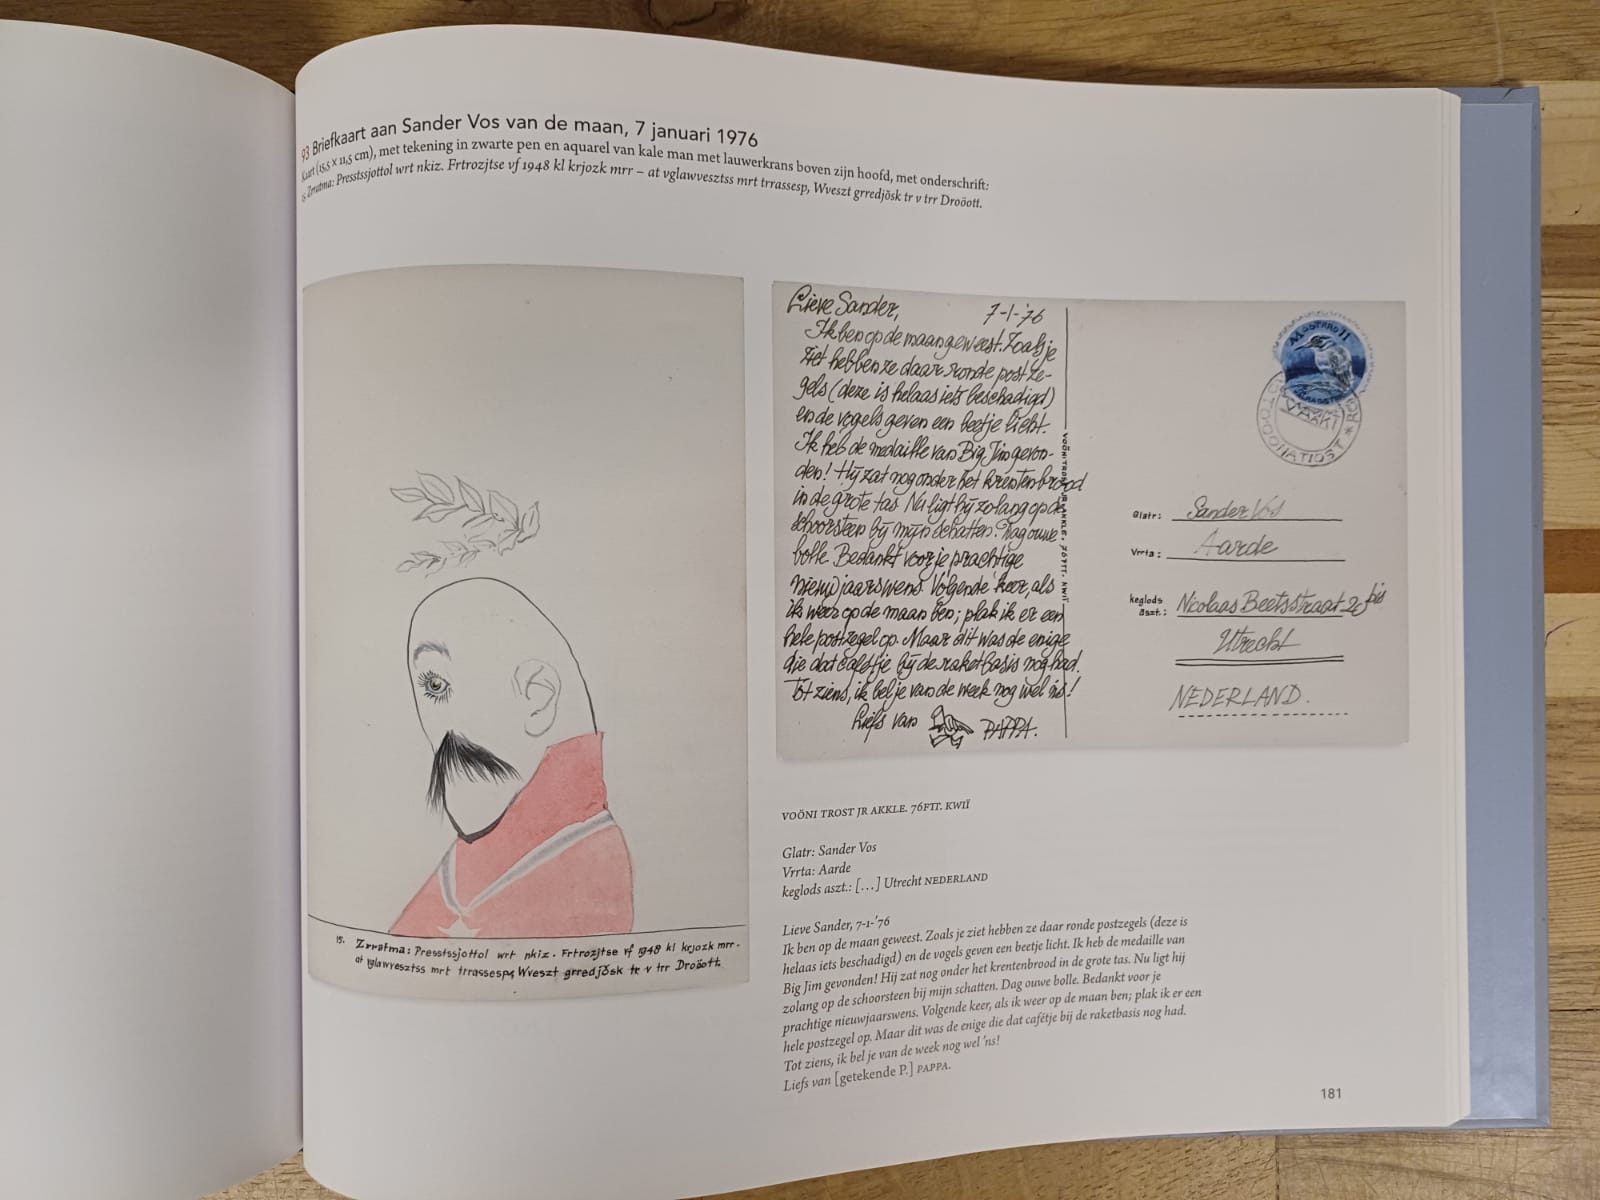 93 Briefkaart aan Sander Vos van de maan, 7 januari 1976
Kaart (15,5 × 11,5 cm), met tekening in zwarte pen en aquarel van kale man met lauwerkrans boven zijn hoofd, met onderschrift:
15. Zrratma: Presstssjottol wrt nkiz. Frtrozjtse vf 1948 kl krjozk mrr – at vglawvesztss mrt trrassesp, Wveszt grredjŏsk tr v trr Droöott.
15. Zrratma: Presstssjottol wrt nkiz. Frtrozjtse vf 1948 kl krjozk mrr -
at vglawvesztss mrt trrassesp, Wveszt grredjŏsk tr v trr Droöott.
Lieve Sander, 7-1-'76
Ik ben op de maan geweest. Zoals je
ziet hebben ze daar ronde postze-
gels (deze is helaas iets beschadigd)
en de vogels geven een beetje licht.
Ik heb de medaille van Big Jim gevon-
den! Hij zat nog onder het krentenbrood
in de grote tas. Nu ligt hij zolang op de
schoorsteen bij mijn schatten. Dag ouwe
bolle. Bedankt voor je prachtige
nieuwjaarswens. Volgende keer, als
ik weer op de maan ben; plak ik er een
hele postzegel op. Maar dit was de enige
die dat cafétje bij de raketbasis nog had.
Tot ziens, ik bel je van de week nog wel 'ns!
Liefs van PAPPA.
VOÖNI TROST JR AKKLE. 76FTT. KWIÏ
Glatr: Sander Vos
Vrrta: Aarde
keglods
aszt.: Nicolaas Beetsstraat 20 bis
Utrecht
NEDERLAND.
VOÖNI TROST JR AKKLE. 76FTT. KWIÏ
Glatr: Sander Vos
Vrrta: Aarde
keglods aszt.: [...] Utrecht NEDERLAND
Lieve Sander, 7-1-'76
Ik ben op de maan geweest. Zoals je ziet hebben ze daar ronde postzegels (deze is
helaas iets beschadigd) en de vogels geven een beetje licht. Ik heb de medaille van
Big Jim gevonden! Hij zat nog onder het krentenbrood in de grote tas. Nu ligt hij
zolang op de schoorsteen bij mijn schatten. Dag ouwe bolle. Bedankt voor je
prachtige nieuwjaarswens. Volgende keer, als ik weer op de maan ben; plak ik er een
hele postzegel op. Maar dit was de enige die dat cafétje bij de raketbasis nog had.
Tot ziens, ik bel je van de week nog wel 'ns!
Liefs van [getekende P.] PAPPA.
181